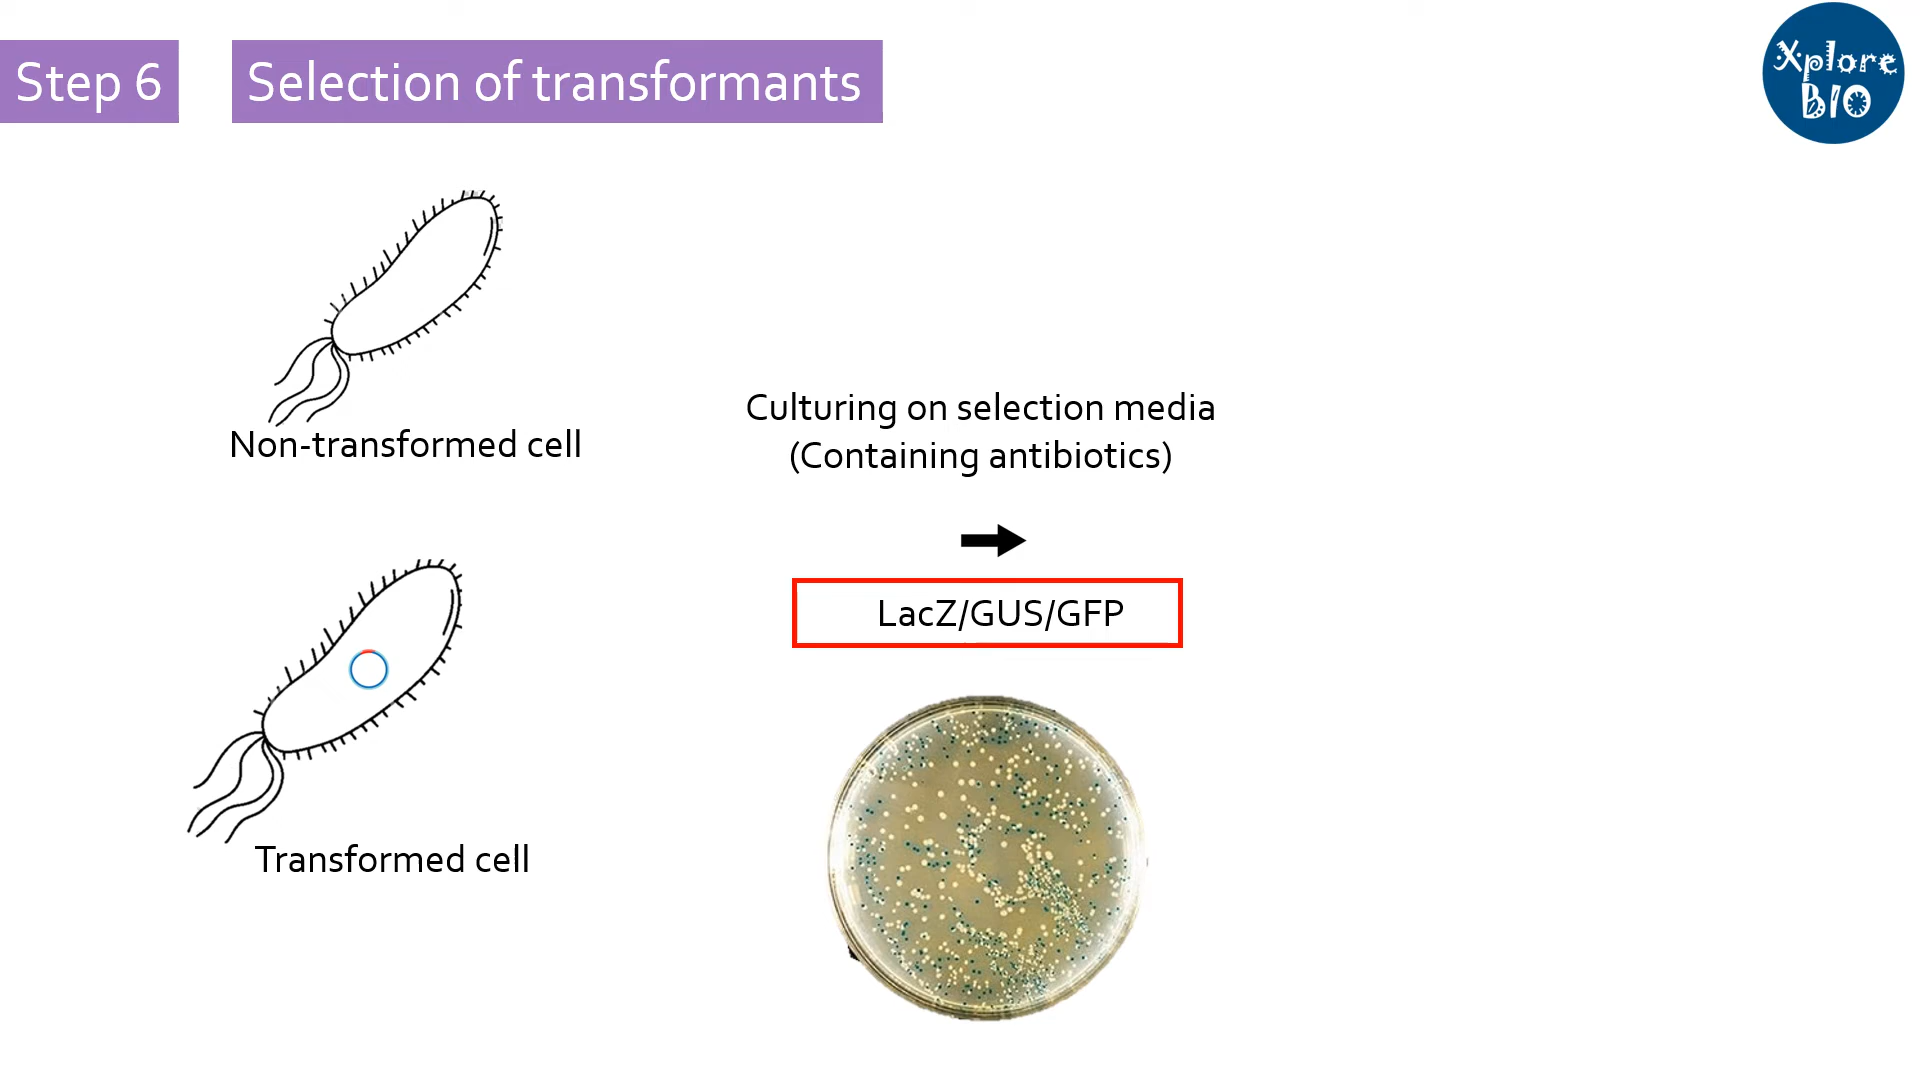 Step 6
Selection of transformants
Xplore
BIO
Non-transformed cell
Culturing on selection media
(Containing antibiotics)
LacZ/GUS/GFP
Transformed cell